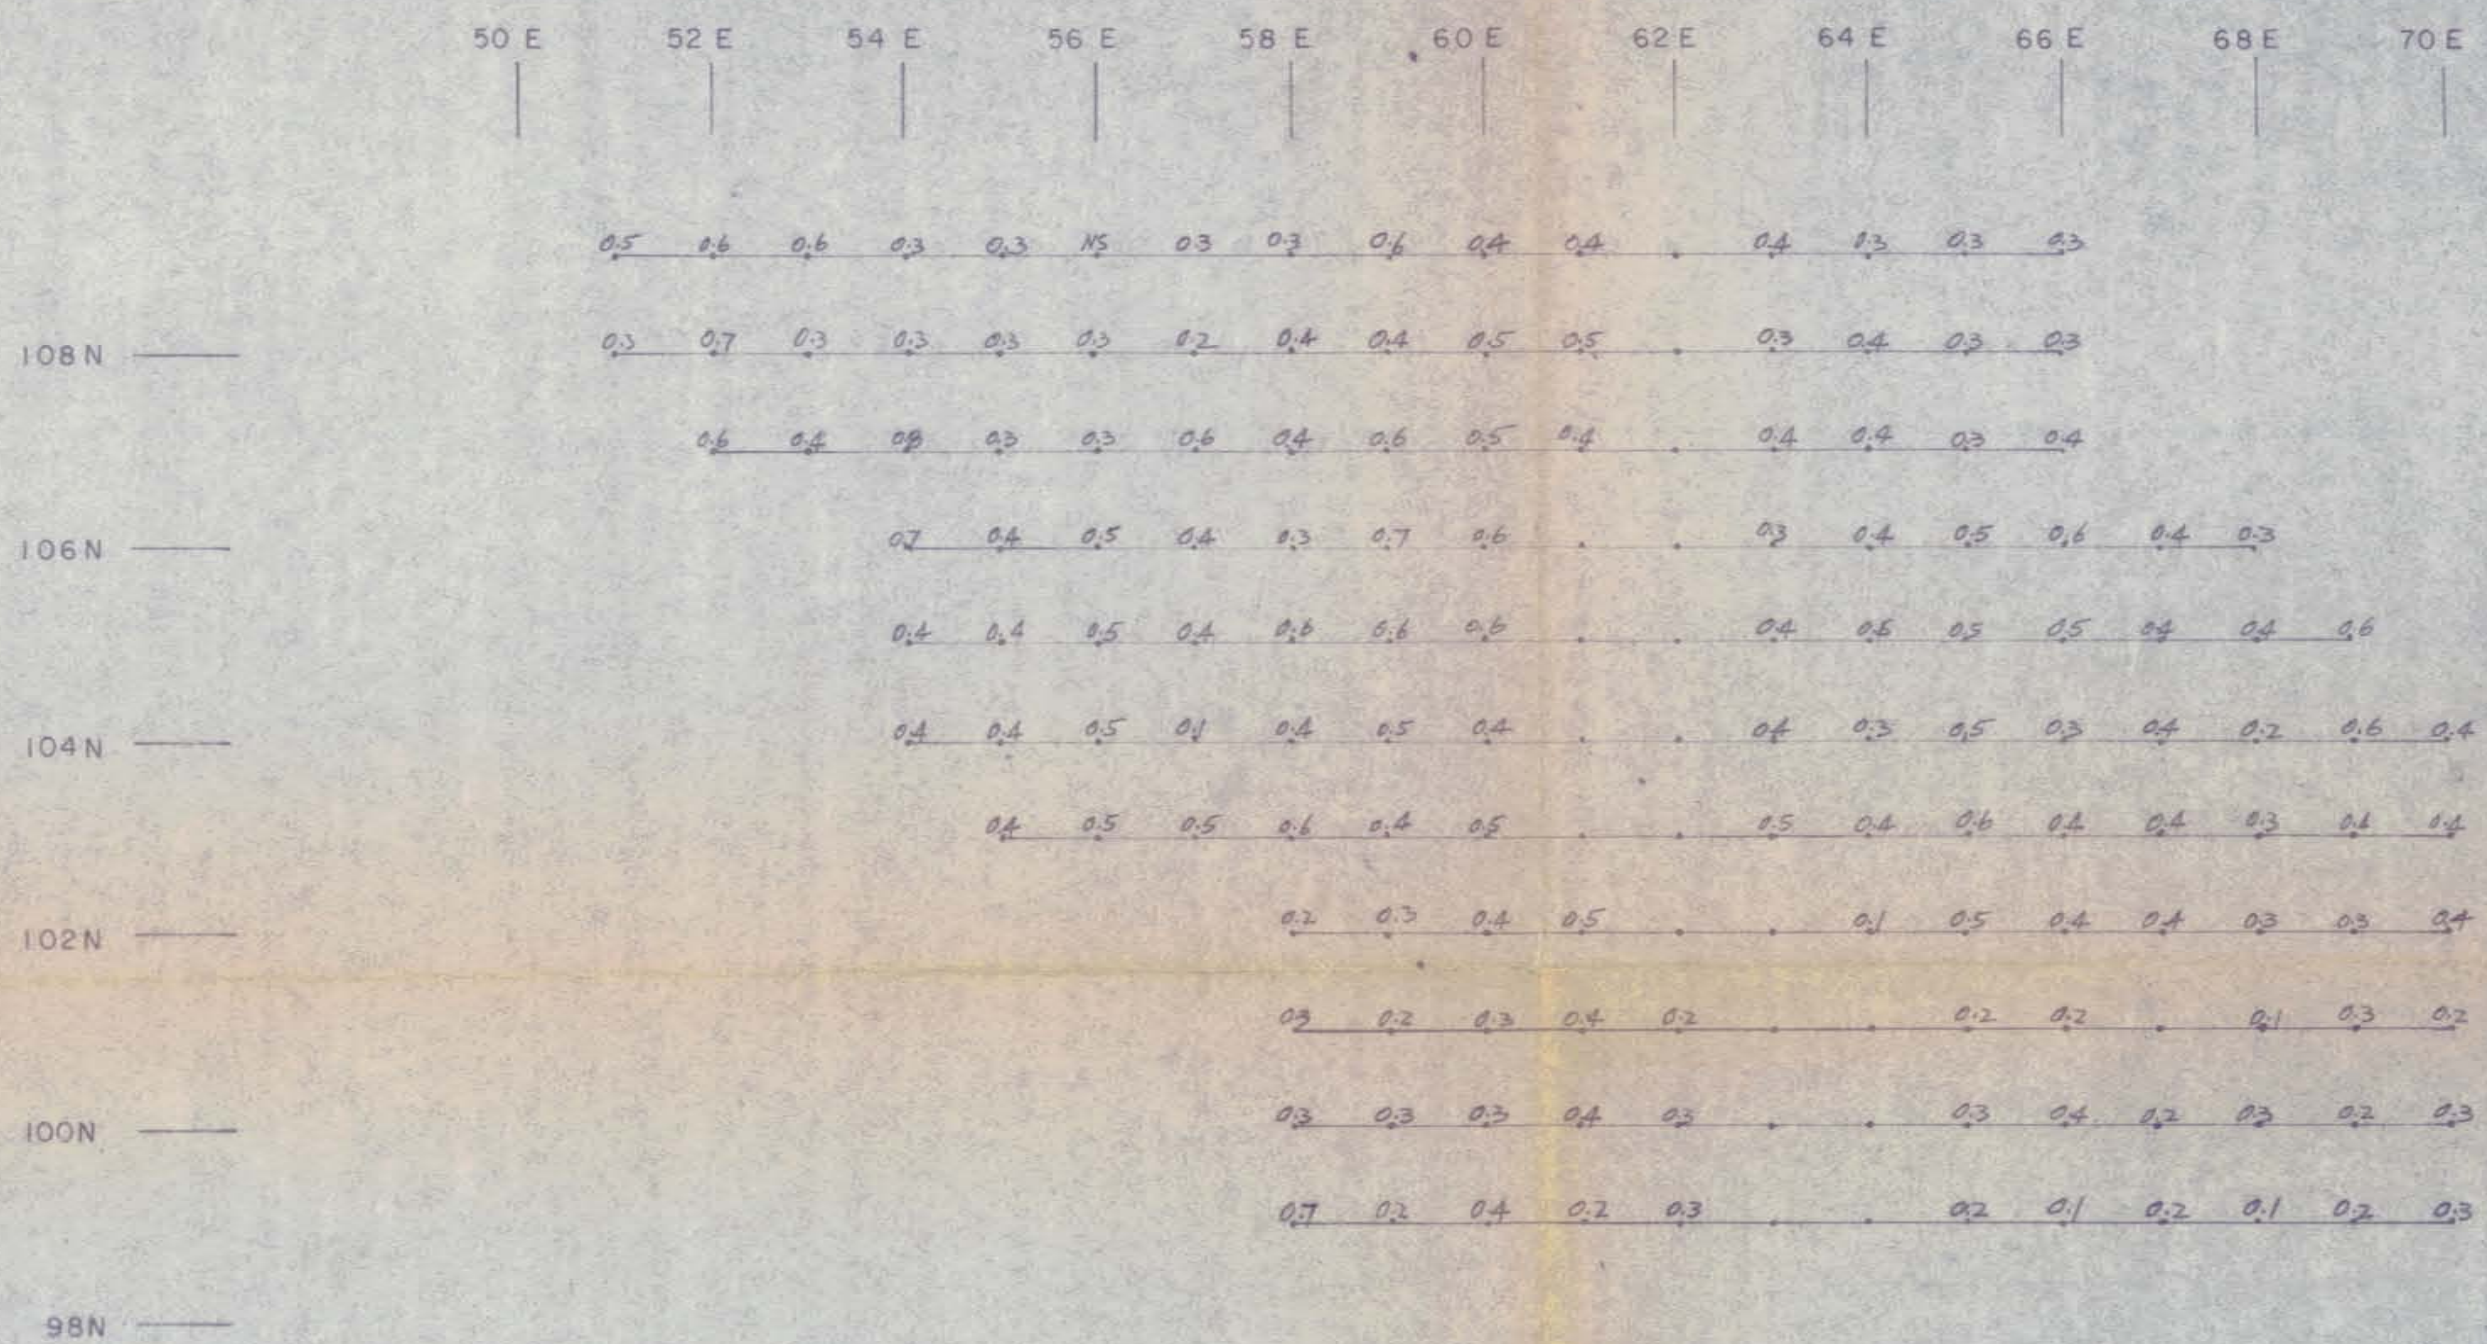 50 E 52 E 54 E 56 E 58 E 60 E 62 E 64 E 66 E 68 E 70 E
0.5 0.6 0.6 0.3 0.3 NS 0.3 0.3 0.6 0.4 0.4 0.4 0.3 0.3 0.3
108N 0.3 0.7 0.3 0.3 0.3 0.3 0.2 0.4 0.4 0.5 0.5 0.3 0.4 0.3 0.3
0.6 0.4 0.8 0.3 0.3 0.6 0.4 0.6 0.5 0.4 0.4 0.4 0.3 0.4
106N 0.7 0.4 0.5 0.4 0.3 0.7 0.6 0.3 0.4 0.5 0.6 0.4 0.3
0.4 0.4 0.5 0.4 0.6 0.6 0.6 0.4 0.5 0.5 0.4 0.4 0.6
104N 0.4 0.4 0.5 0.1 0.4 0.5 0.4 0.4 0.3 0.5 0.3 0.4 0.2 0.6 0.4
0.4 0.5 0.5 0.6 0.4 0.5 0.5 0.4 0.6 0.4 0.4 0.3 0.4
102N 0.2 0.3 0.4 0.5 0.1 0.5 0.4 0.4 0.3 0.3 0.4
0.3 0.2 0.3 0.4 0.2 0.2 0.2 0.1 0.3 0.2
100N 0.3 0.3 0.3 0.4 0.3 0.3 0.4 0.2 0.3 0.2 0.3
0.7 0.2 0.4 0.2 0.3 0.2 0.1 0.2 0.1 0.2 0.3
98N